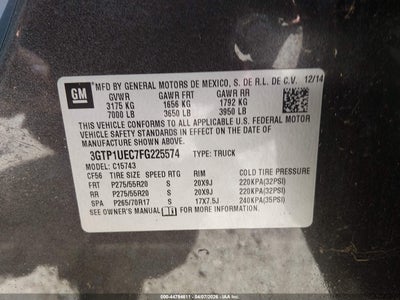 GM
MFD BY GENERAL MOTORS DE MEXICO, S. DE R.L. DE C.V. 12/14
GVWR GAWR FRT GAWR RR
3175 KG 1656 KG 1792 KG
7000 LB 3650 LB 3950 LB
THIS VEHICLE CONFORMS TO ALL APPLICABLE U.S. FEDERAL MOTOR
VEHICLE SAFETY STANDARDS IN EFFECT ON THE DATE OF
MANUFACTURE SHOWN ABOVE.
3GTP1UEC7FG225574 TYPE: TRUCK
MODEL: C15743
CF56 TIRE SIZE SPEED RTG RIM COLD TIRE PRESSURE
FRT P275/55R20 S 20X9J 220KPA(32PSI)
RR P275/55R20 S 20X9J 220KPA(32PSI)
SPA P265/70R17 S 17X7.5J 240KPA(35PSI)
SEE OWNER'S MANUAL FOR MORE INFORMATION.
000-44784611 - 04/07/2026 - IAA Inc.